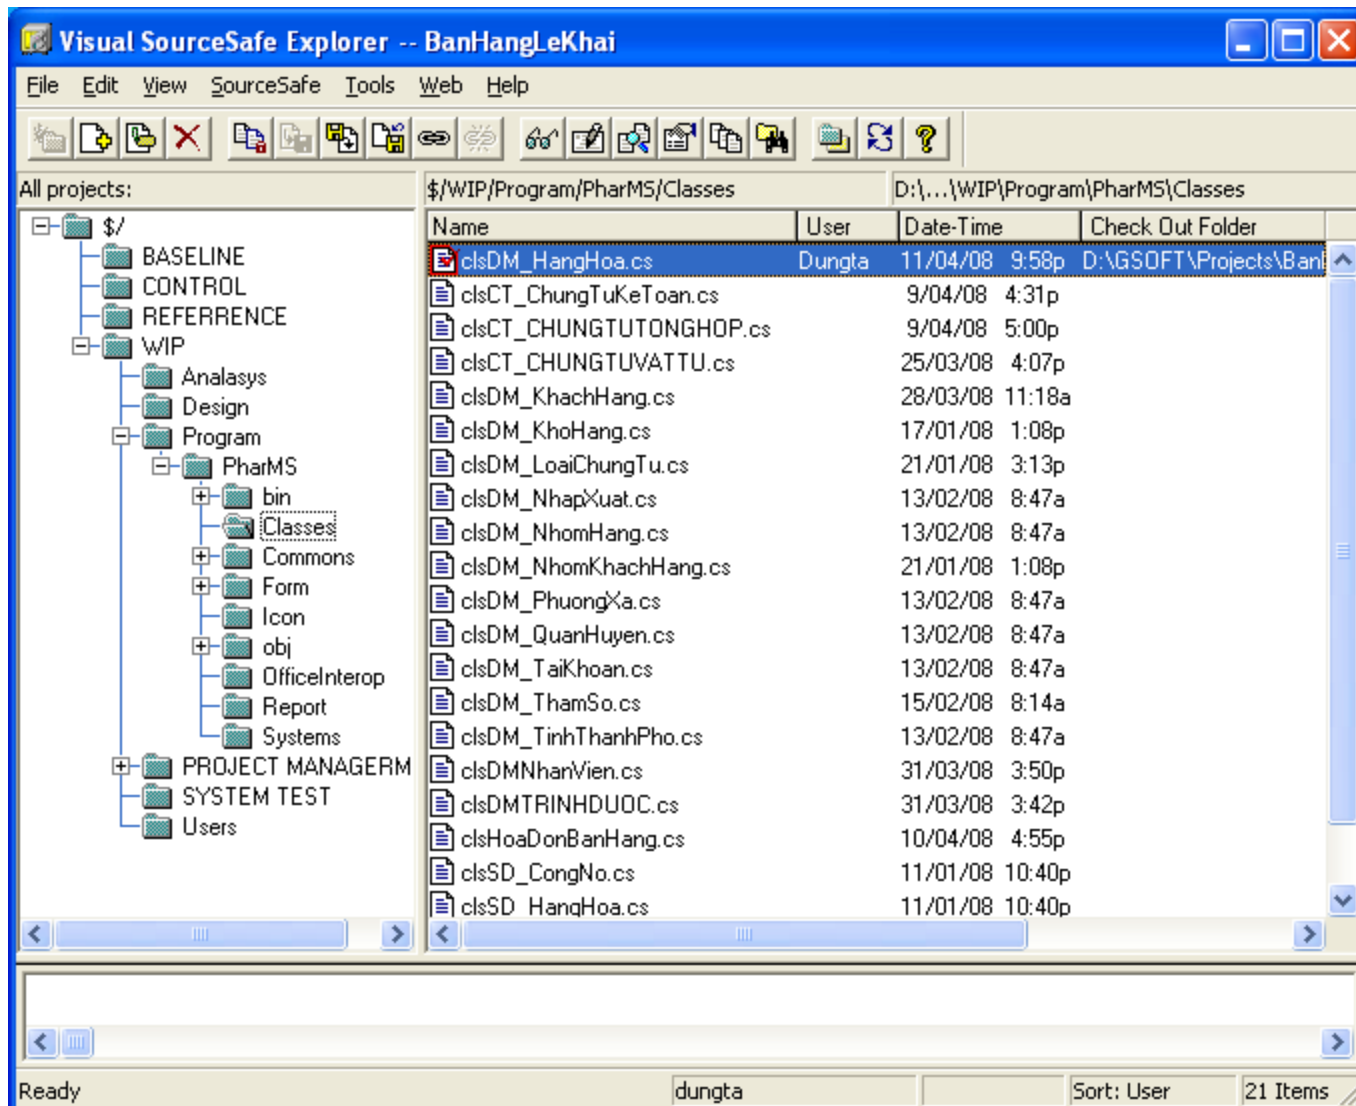 Visual SourceSafe Explorer -- BanHangLeKhai
File Edit View SourceSafe Tools Web Help
All projects:
$/WIP/Program/PharMS/Classes
D:\...\WIP\Program\PharMS\Classes
$/
BASELINE
CONTROL
REFERRENCE
WIP
Analasys
Design
Program
PharMS
bin
Classes
Commons
Form
Icon
obj
OfficeInterop
Report
Systems
PROJECT MANAGERM
SYSTEM TEST
Users
Name User Date-Time Check Out Folder
clsDM_HangHoa.cs Dungta 11/04/08 9:58p D:\GSOFT\Projects\Ban
clsCT_ChungTuKeToan.cs 9/04/08 4:31p
clsCT_CHUNGTUTONGHOP.cs 9/04/08 5:00p
clsCT_CHUNGTUVATTU.cs 25/03/08 4:07p
clsDM_KhachHang.cs 28/03/08 11:18a
clsDM_KhoHang.cs 17/01/08 1:08p
clsDM_LoaiChungTu.cs 21/01/08 3:13p
clsDM_NhapXuat.cs 13/02/08 8:47a
clsDM_NhomHang.cs 13/02/08 8:47a
clsDM_NhomKhachHang.cs 21/01/08 1:08p
clsDM_PhuongXa.cs 13/02/08 8:47a
clsDM_QuanHuyen.cs 13/02/08 8:47a
clsDM_TaiKhoan.cs 13/02/08 8:47a
clsDM_ThamSo.cs 15/02/08 8:14a
clsDM_TinhThanhPho.cs 13/02/08 8:47a
clsDMNhanVien.cs 31/03/08 3:50p
clsDMTRINHDUOC.cs 31/03/08 3:42p
clsHoaDonBanHang.cs 10/04/08 4:55p
clsSD_CongNo.cs 11/01/08 10:40p
clsSD_HangHoa.cs 11/01/08 10:40p
Ready dungta Sort: User 21 Items